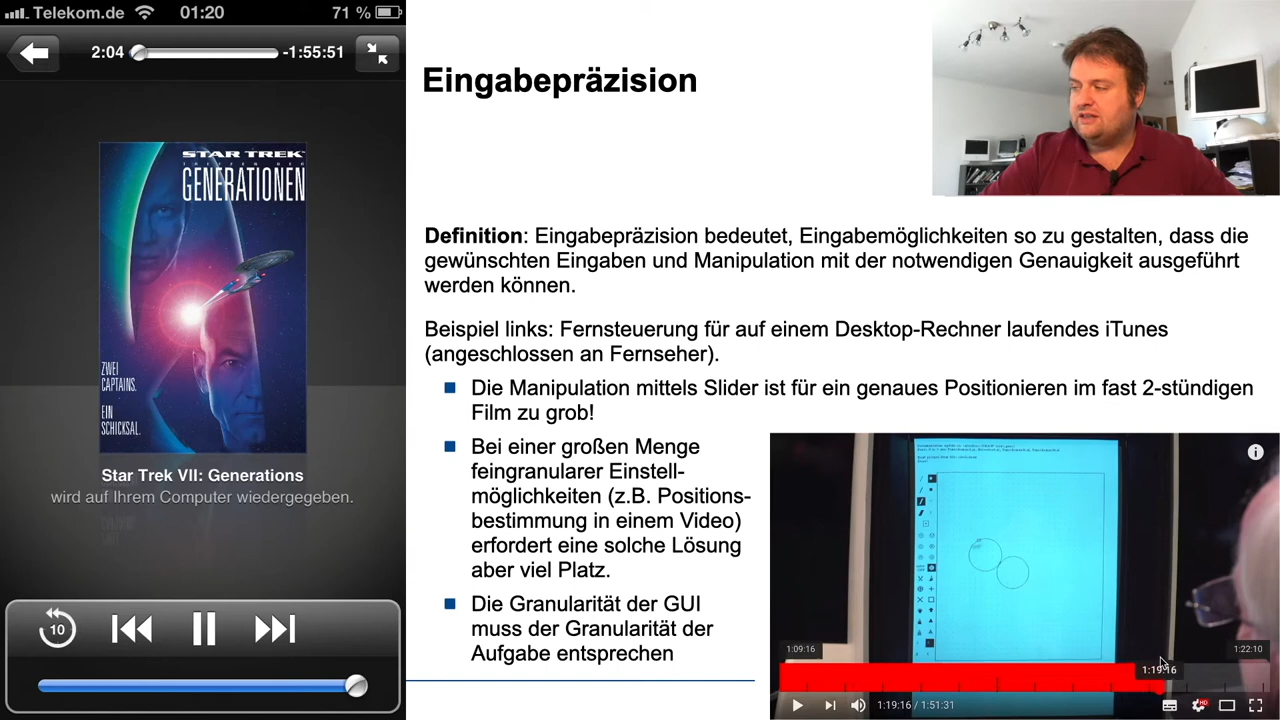 Telekom.de 01:20 71 %
2:04 -1:55:51
STAR TREK
TREFFEN DER
GENERATIONEN
ZWEI
CAPTAINS.
EIN
SCHICKSAL.
Star Trek VII: Generations
wird auf Ihrem Computer wiedergegeben.
10
Eingabepräzision
Definition: Eingabepräzision bedeutet, Eingabemöglichkeiten so zu gestalten, dass die
gewünschten Eingaben und Manipulation mit der notwendigen Genauigkeit ausgeführt
werden können.
Beispiel links: Fernsteuerung für auf einem Desktop-Rechner laufendes iTunes
(angeschlossen an Fernseher).
Die Manipulation mittels Slider ist für ein genaues Positionieren im fast 2-stündigen
Film zu grob!
Bei einer großen Menge
feingranularer Einstell-
möglichkeiten (z.B. Positions-
bestimmung in einem Video)
erfordert eine solche Lösung
aber viel Platz.
Die Granularität der GUI
muss der Granularität der
Aufgabe entsprechen
1:09:16
1:22:10
1:19:16
1:19:16 / 1:51:31
HD